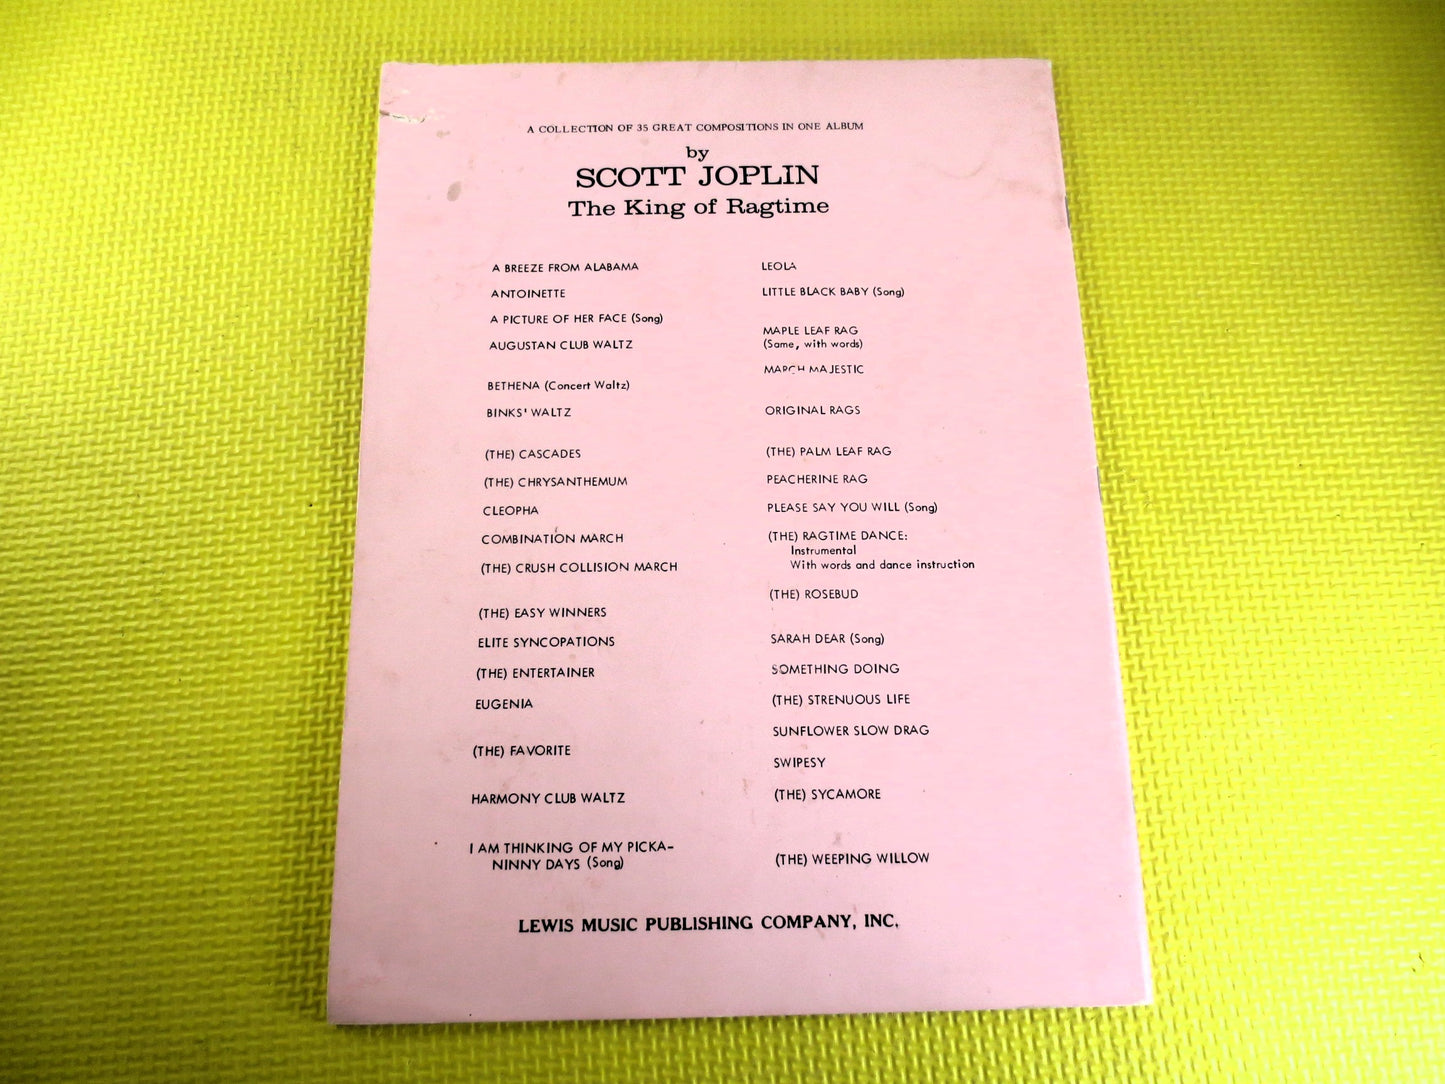 A COLLECTION OF 35 GREAT COMPOSITIONS IN ONE ALBUM
by
SCOTT JOPLIN
The King of Ragtime
A BREEZE FROM ALABAMA
ANTOINETTE
A PICTURE OF HER FACE (Song)
AUGUSTAN CLUB WALTZ
BETHENA (Concert Waltz)
BINKS' WALTZ
(THE) CASCADES
(THE) CHRYSANTHEMUM
CLEOPHA
COMBINATION MARCH
(THE) CRUSH COLLISION MARCH
(THE) EASY WINNERS
ELITE SYNCOPATIONS
(THE) ENTERTAINER
EUGENIA
(THE) FAVORITE
HARMONY CLUB WALTZ
I AM THINKING OF MY PICKA-
NINNY DAYS (Song)
LEOLA
LITTLE BLACK BABY (Song)
MAPLE LEAF RAG
(Same, with words)
MARCH MAJESTIC
ORIGINAL RAGS
(THE) PALM LEAF RAG
PEACHERINE RAG
PLEASE SAY YOU WILL (Song)
(THE) RAGTIME DANCE:
Instrumental
With words and dance instruction
(THE) ROSEBUD
SARAH DEAR (Song)
SOMETHING DOING
(THE) STRENUOUS LIFE
SUNFLOWER SLOW DRAG
SWIPESY
(THE) SYCAMORE
(THE) WEEPING WILLOW
LEWIS MUSIC PUBLISHING COMPANY, INC.